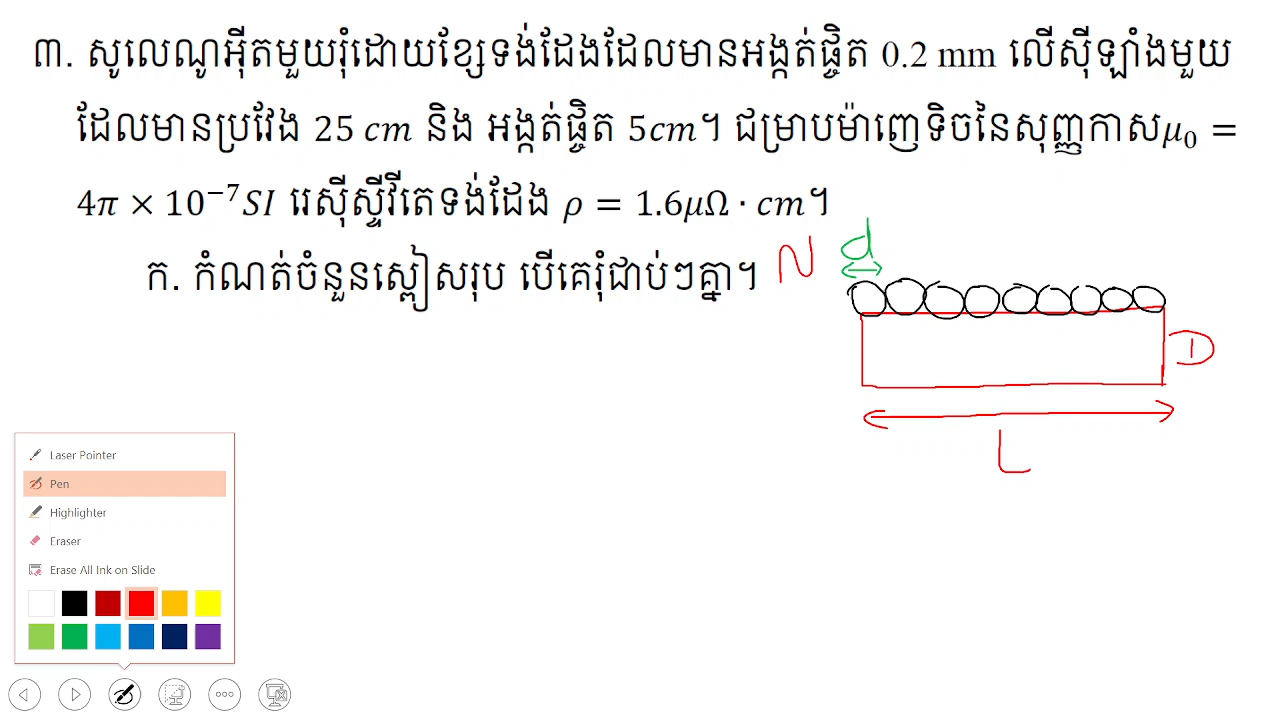 ៣. សូលេណូអ៊ីតមួយរុំដោយខ្សែទង់ដែងដែលមានអង្កត់ផ្ចិត 0.2 mm លើស៊ីឡាំងមួយ
ដែលមានប្រវែង 25 cm និង អង្កត់ផ្ចិត 5cm។ ជម្រាបម៉ាញេទិចនៃសុញ្ញកាសμ₀ =
4π × 10⁻⁷SI រេស៊ីស្ទីវីតេទង់ដែង ρ = 1.6μΩ · cm។
ក. កំណត់ចំនួនស្ពៀសរុប បើគេរុំជាប់ៗគ្នា។ N
d
D
L
Laser Pointer
Pen
Highlighter
Eraser
Erase All Ink on Slide